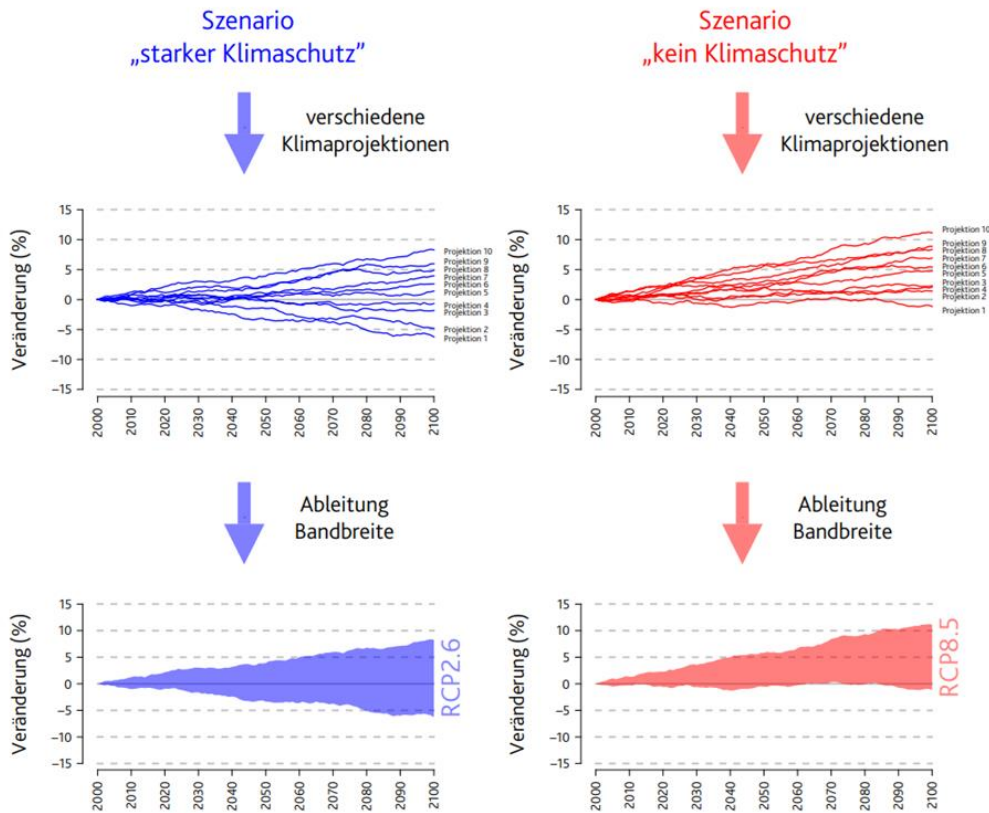 Szenario
„starker Klimaschutz”
verschiedene
Klimaprojektionen
Veränderung (%)
15
10
5
0
−5
−10
−15
Projektion 10
Projektion 9
Projektion 8
Projektion 7
Projektion 6
Projektion 5
Projektion 4
Projektion 3
Projektion 2
Projektion 1
2000
2010
2020
2030
2040
2050
2060
2070
2080
2090
2100
Ableitung
Bandbreite
Veränderung (%)
15
10
5
0
−5
−10
−15
RCP2.6
2000
2010
2020
2030
2040
2050
2060
2070
2080
2090
2100
Szenario
„kein Klimaschutz”
verschiedene
Klimaprojektionen
Veränderung (%)
15
10
5
0
−5
−10
−15
Projektion 10
Projektion 9
Projektion 8
Projektion 7
Projektion 6
Projektion 5
Projektion 3
Projektion 4
Projektion 2
Projektion 1
2000
2010
2020
2030
2040
2050
2060
2070
2080
2090
2100
Ableitung
Bandbreite
Veränderung (%)
15
10
5
0
−5
−10
−15
RCP8.5
2000
2010
2020
2030
2040
2050
2060
2070
2080
2090
2100